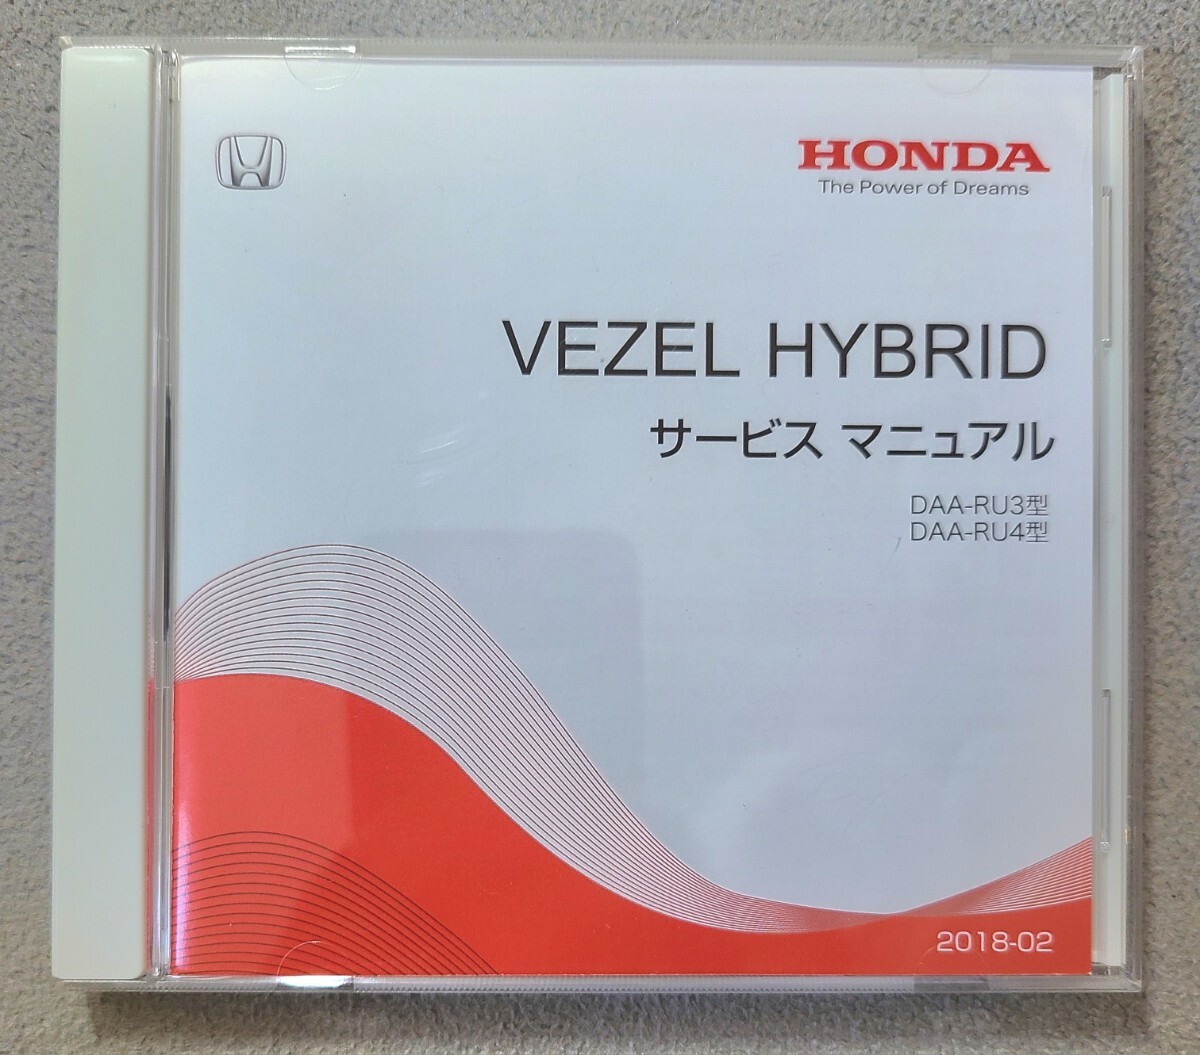 HONDA
The Power of Dreams
VEZEL HYBRID
サービス マニュアル
DAA-RU3型
DAA-RU4型
2018-02